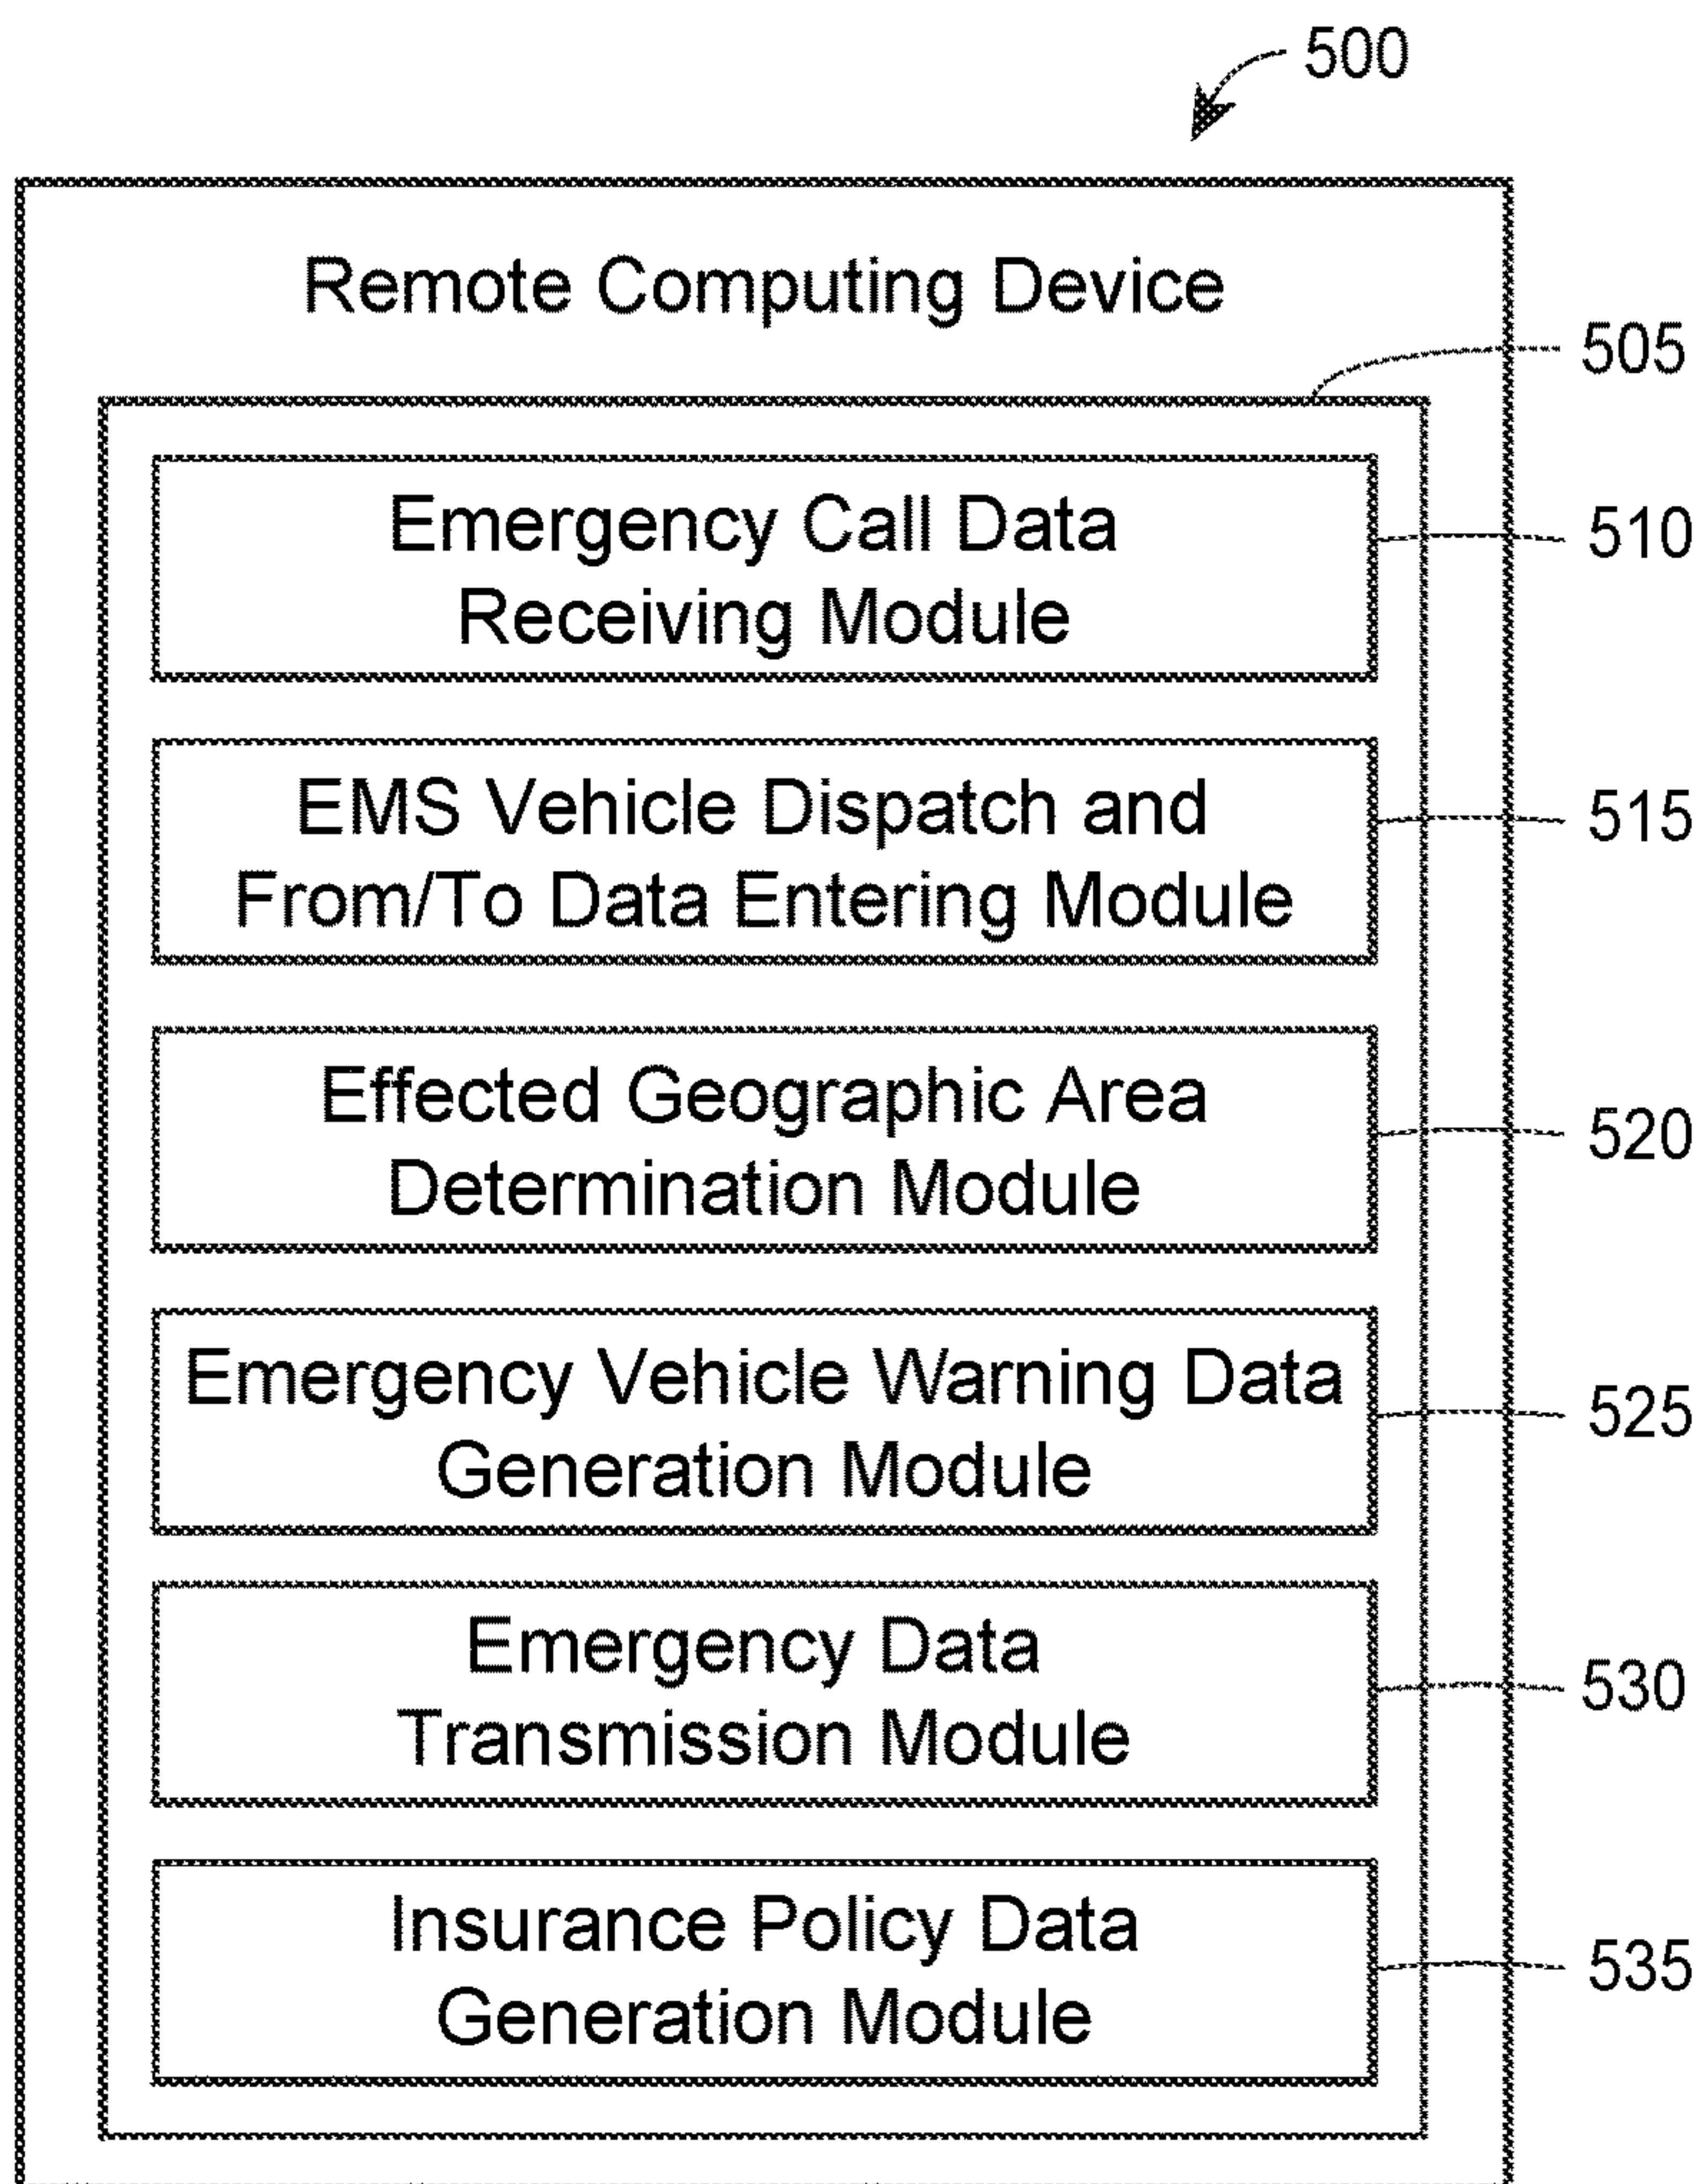 500
Remote Computing Device
505
Emergency Call Data
Receiving Module
510
EMS Vehicle Dispatch and
From/To Data Entering Module
515
Effected Geographic Area
Determination Module
520
Emergency Vehicle Warning Data
Generation Module
525
Emergency Data
Transmission Module
530
Insurance Policy Data
Generation Module
535